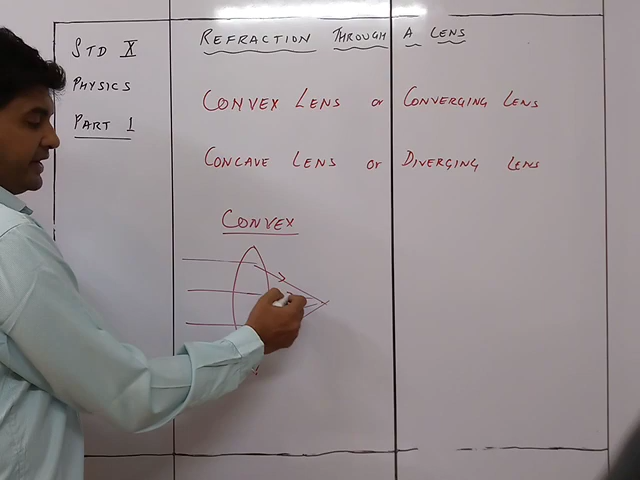 STD X
PHYSICS
PART 1
REFRACTION THROUGH A LENS
CONVEX LENS or CONVERGING LENS
CONCAVE LENS or DIVERGING LENS
CONVEX